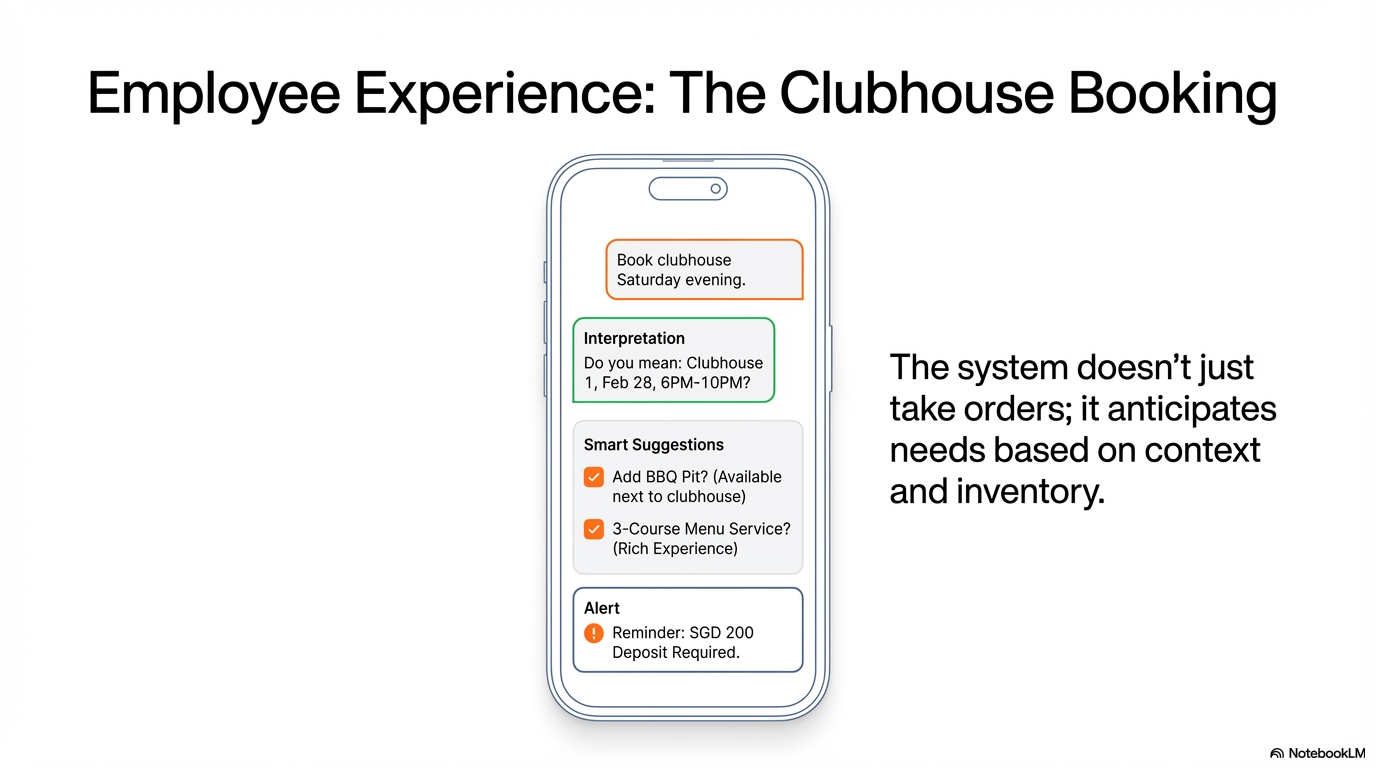 Employee Experience: The Clubhouse Booking
Book clubhouse
Saturday evening.
Interpretation
Do you mean: Clubhouse
1, Feb 28, 6PM-10PM?
Smart Suggestions
Add BBQ Pit? (Available
next to clubhouse)
3-Course Menu Service?
(Rich Experience)
Alert
Reminder: SGD 200
Deposit Required.
The system doesn’t just
take orders; it anticipates
needs based on context
and inventory.
NotebookLM